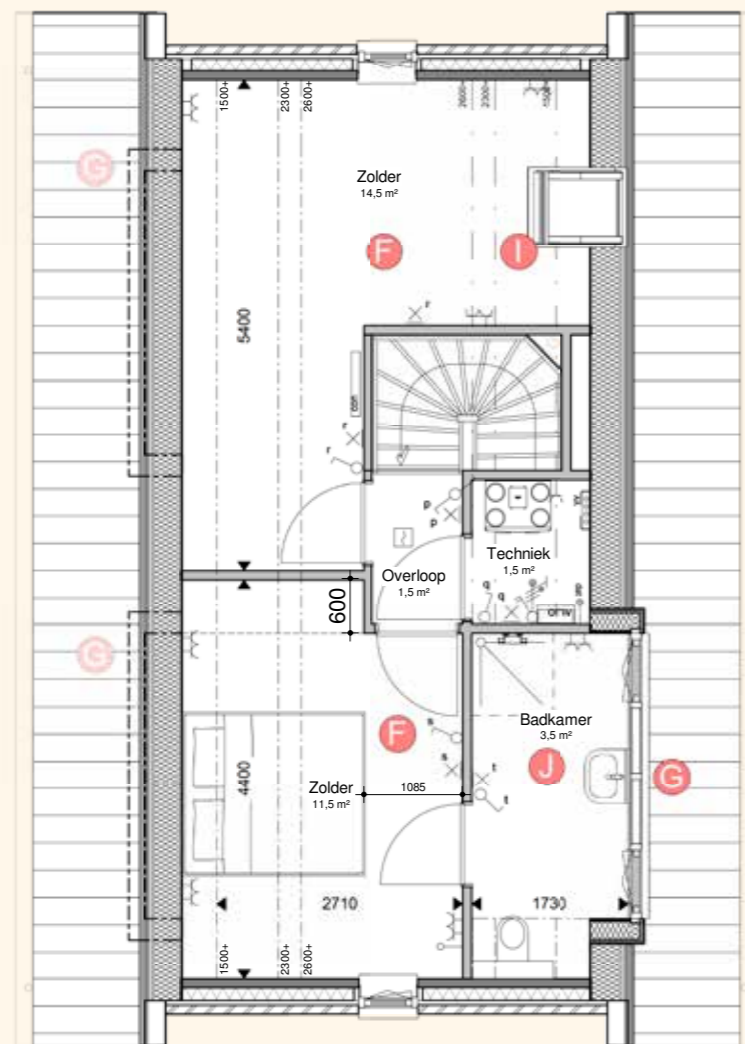 1500+
2300+
2600+
2600+
2300+
1500+
G
Zolder
14,5 m²
F
I
r
5400
r
r
p
p
Techniek
1,5 m²
Overloop
1,5 m²
q
q
600
G
s
F
Badkamer
3,5 m²
s
t
J
G
Zolder
11,5 m²
1085
t
4400
2710
1730
1500+
2300+
2600+